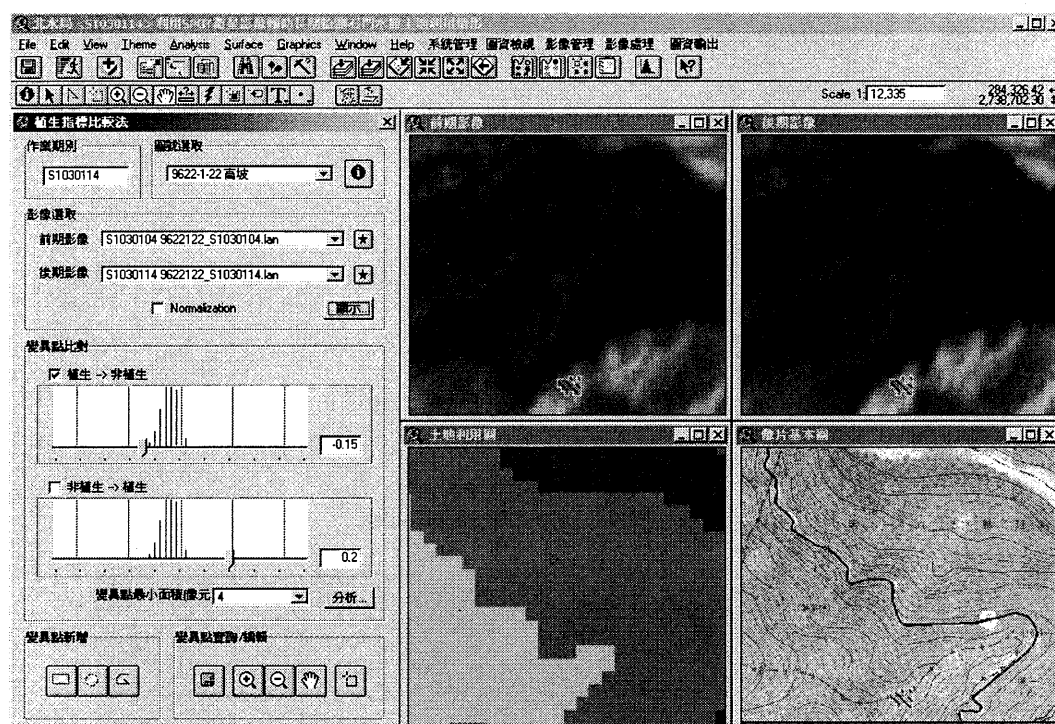 File Edit View Theme Analysis Surface Graphics Window Help 系統管理 圖資檢視 影像管理 影像處理 圖資輸出
Scale 1: 12,335
284,326.42
2,738,702.30
植生指標比較法
作業期別
圖號選取
S1030114
9622-1-22 高坡
影像選取
前期影像 S1030104 9622122_S1030104.lan
後期影像 S1030114 9622122_S1030114.lan
Normalization
顯示...
變異點比對
植生 -> 非植生
-0.15
非植生 -> 植生
0.2
變異點最小面積(像元) 4
分析...
變異點新增
變異點查詢/編輯
前期影像
後期影像
土地利用圖
像片基本圖